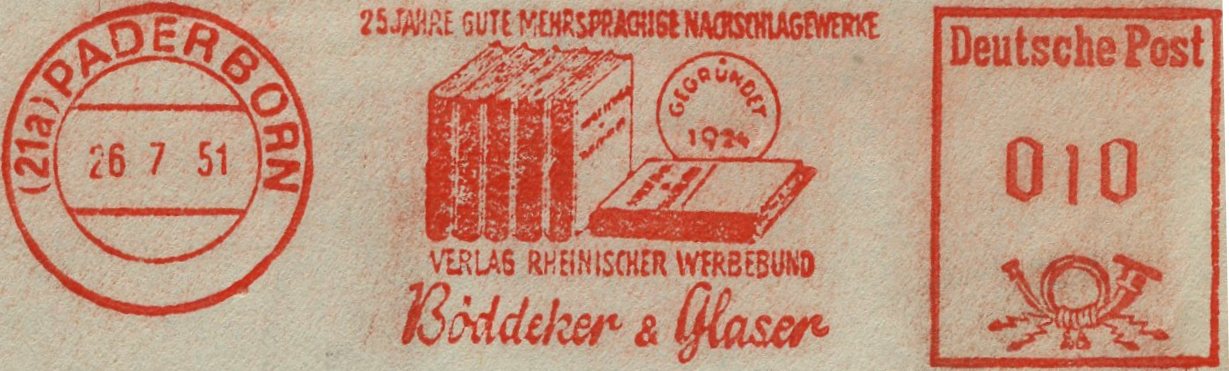 (21a) PADERBORN
26 7 51
25 JAHRE GUTE MEHRSPRACHIGE NACHSCHLAGEWERKE
GEGRÜNDET
1924
VERLAG RHEINISCHER WERBEBUND
Böddeker & Glaser
Deutsche Post
010